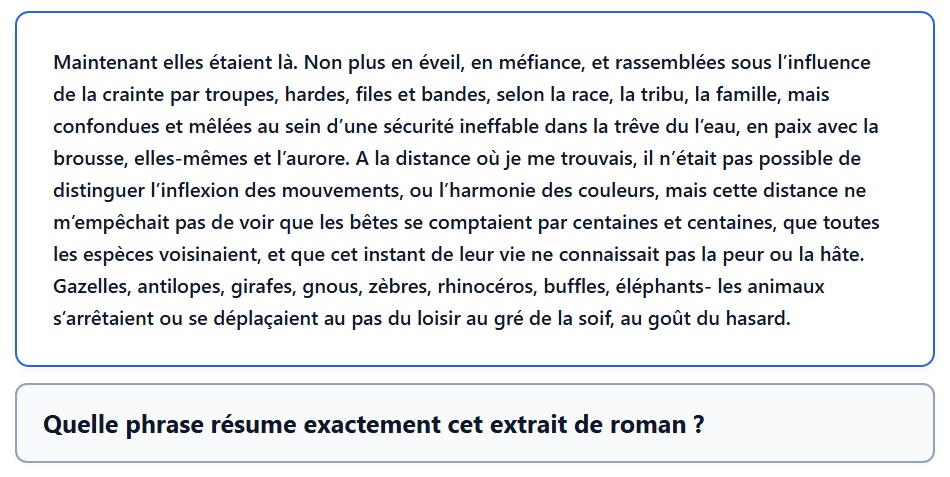 Maintenant elles étaient là. Non plus en éveil, en méfiance, et rassemblées sous l’influence
de la crainte par troupes, hardes, files et bandes, selon la race, la tribu, la famille, mais
confondues et mêlées au sein d’une sécurité ineffable dans la trêve du l’eau, en paix avec la
brousse, elles-mêmes et l’aurore. A la distance où je me trouvais, il n’était pas possible de
distinguer l’inflexion des mouvements, ou l’harmonie des couleurs, mais cette distance ne
m’empêchait pas de voir que les bêtes se comptaient par centaines et centaines, que toutes
les espèces voisinaient, et que cet instant de leur vie ne connaissait pas la peur ou la hâte.
Gazelles, antilopes, girafes, gnous, zèbres, rhinocéros, buffles, éléphants- les animaux
s’arrêtaient ou se déplaçaient au pas du loisir au gré de la soif, au goût du hasard.
Quelle phrase résume exactement cet extrait de roman ?